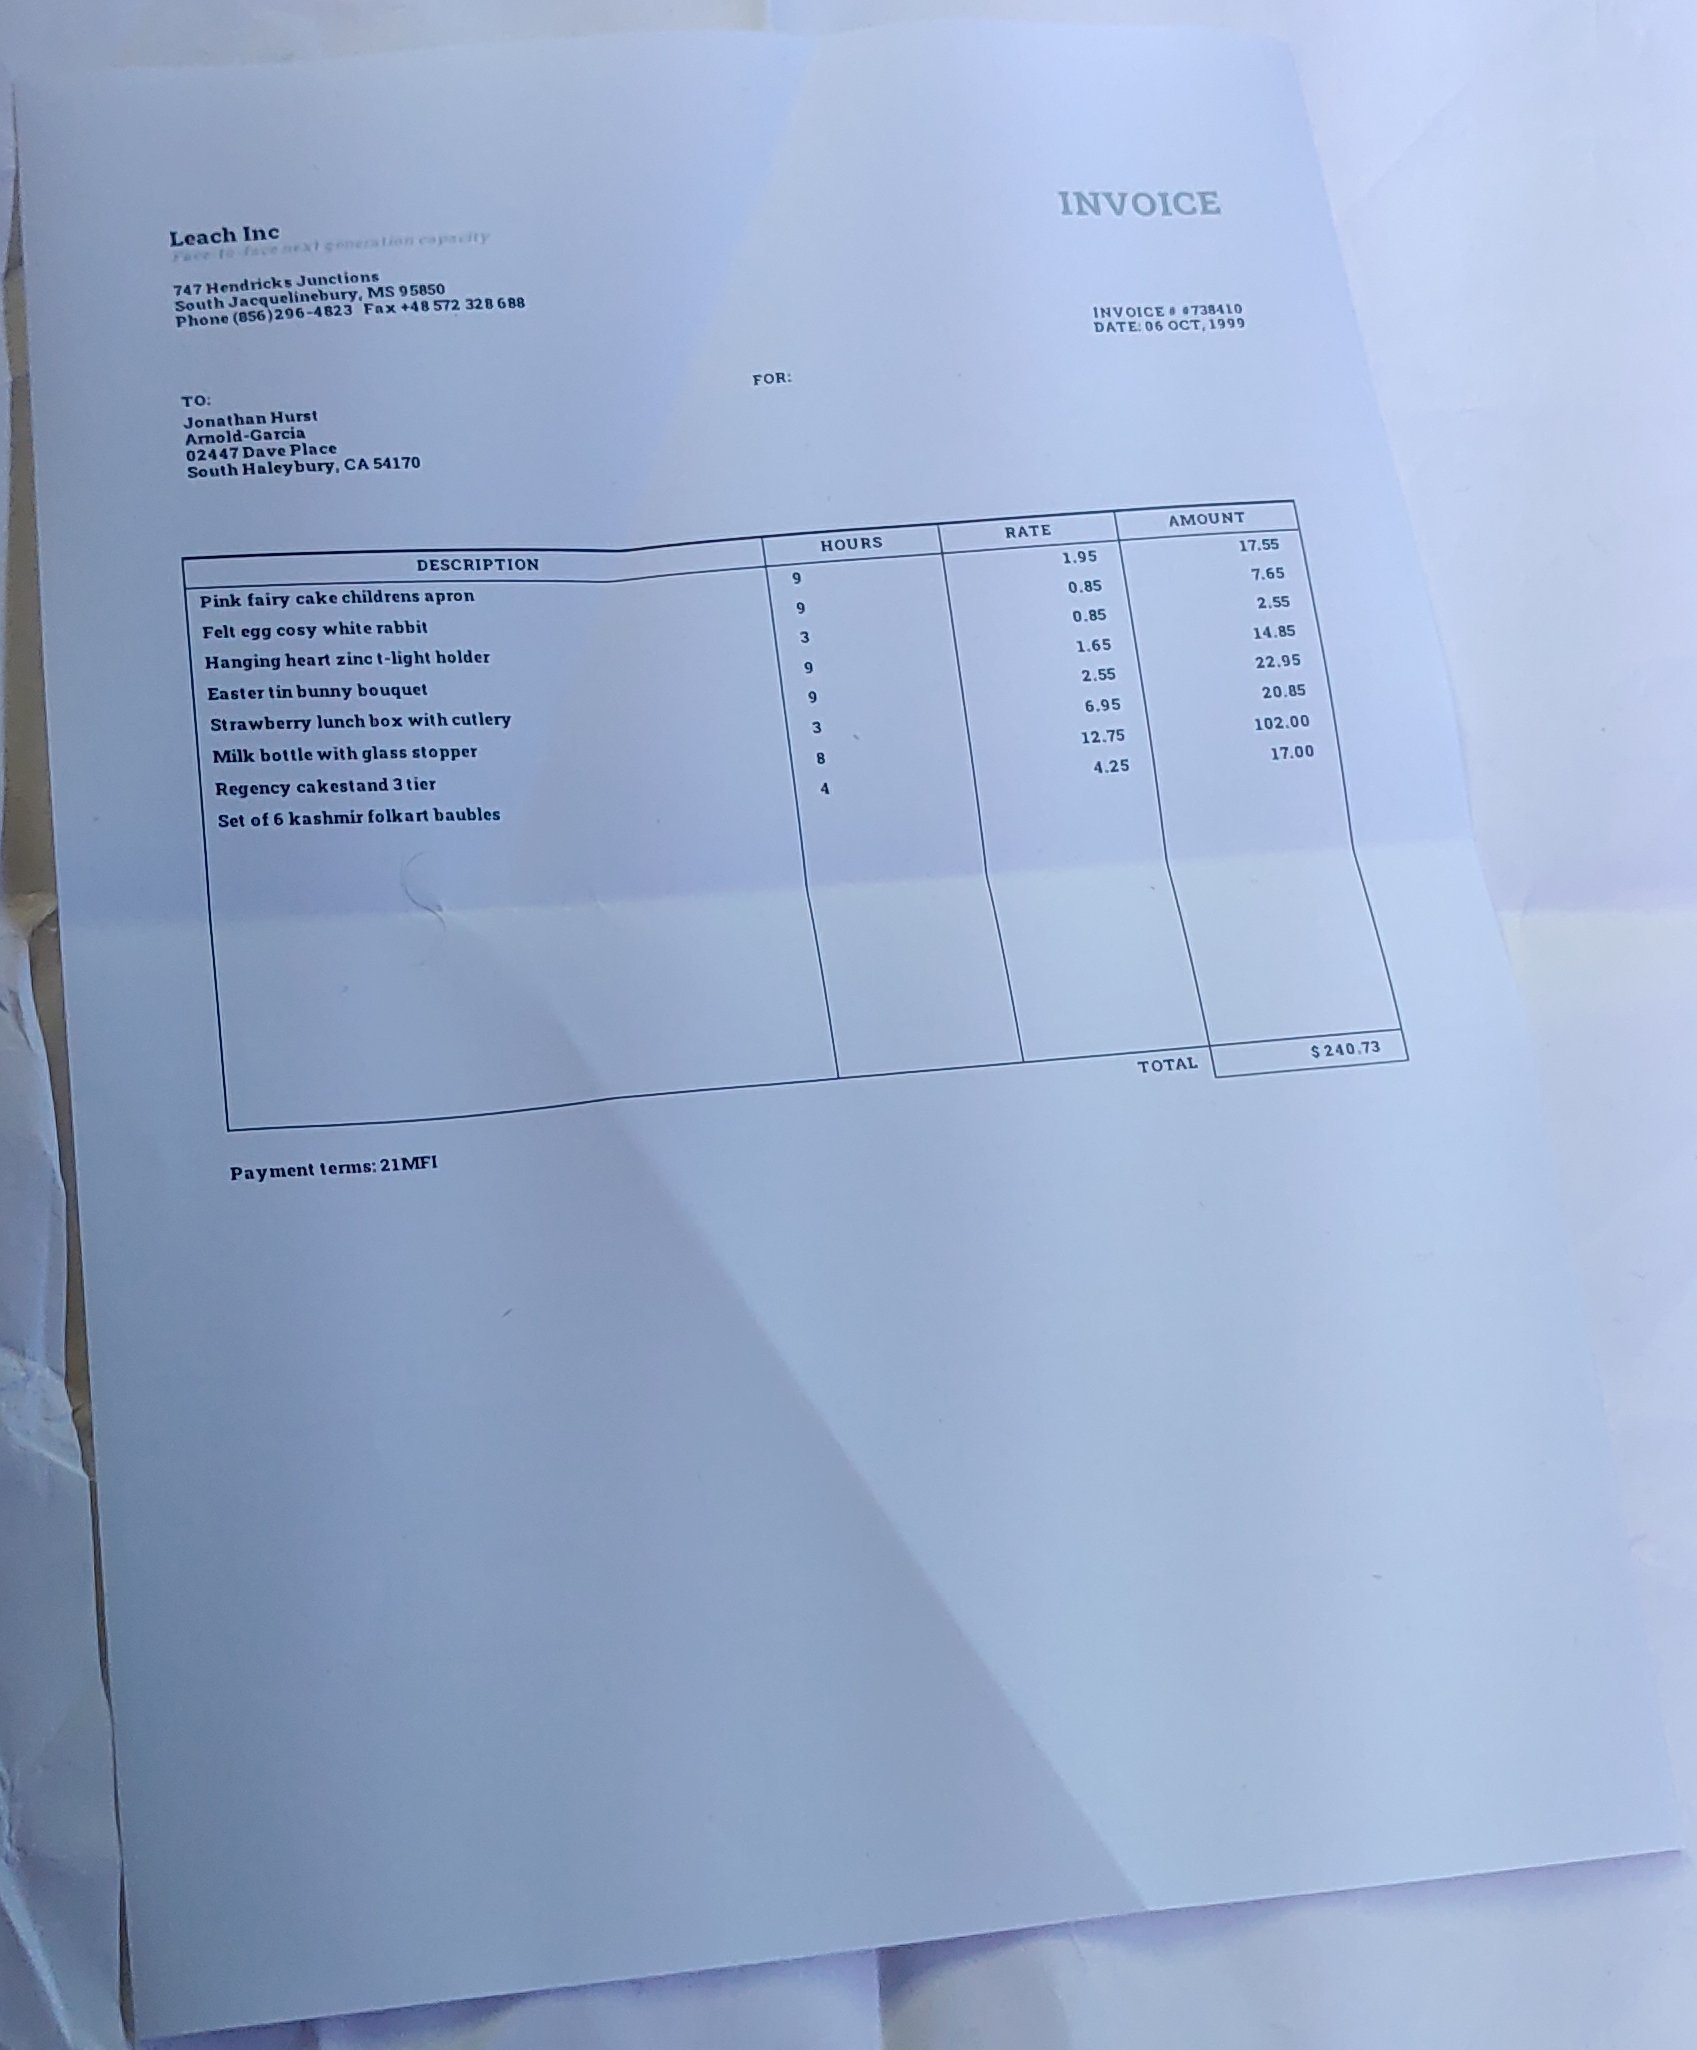 INVOICE
Leach Inc
Face-to-face next generation capacity
747 Hendricks Junctions
South Jacquelinebury, MS 95850
Phone (856)296-4823 Fax +48 572 328 688
INVOICE # #738410
DATE: 06 OCT, 1999
TO:
Jonathan Hurst
Arnold-Garcia
02447 Dave Place
South Haleybury, CA 54170
FOR:
DESCRIPTION HOURS RATE AMOUNT
Pink fairy cake childrens apron 9 1.95 17.55
Felt egg cosy white rabbit 9 0.85 7.65
Hanging heart zinc t-light holder 3 0.85 2.55
Easter tin bunny bouquet 9 1.65 14.85
Strawberry lunch box with cutlery 9 2.55 22.95
Milk bottle with glass stopper 3 6.95 20.85
Regency cakestand 3 tier 8 12.75 102.00
Set of 6 kashmir folkart baubles 4 4.25 17.00
TOTAL $ 240.73
Payment terms: 21MFI